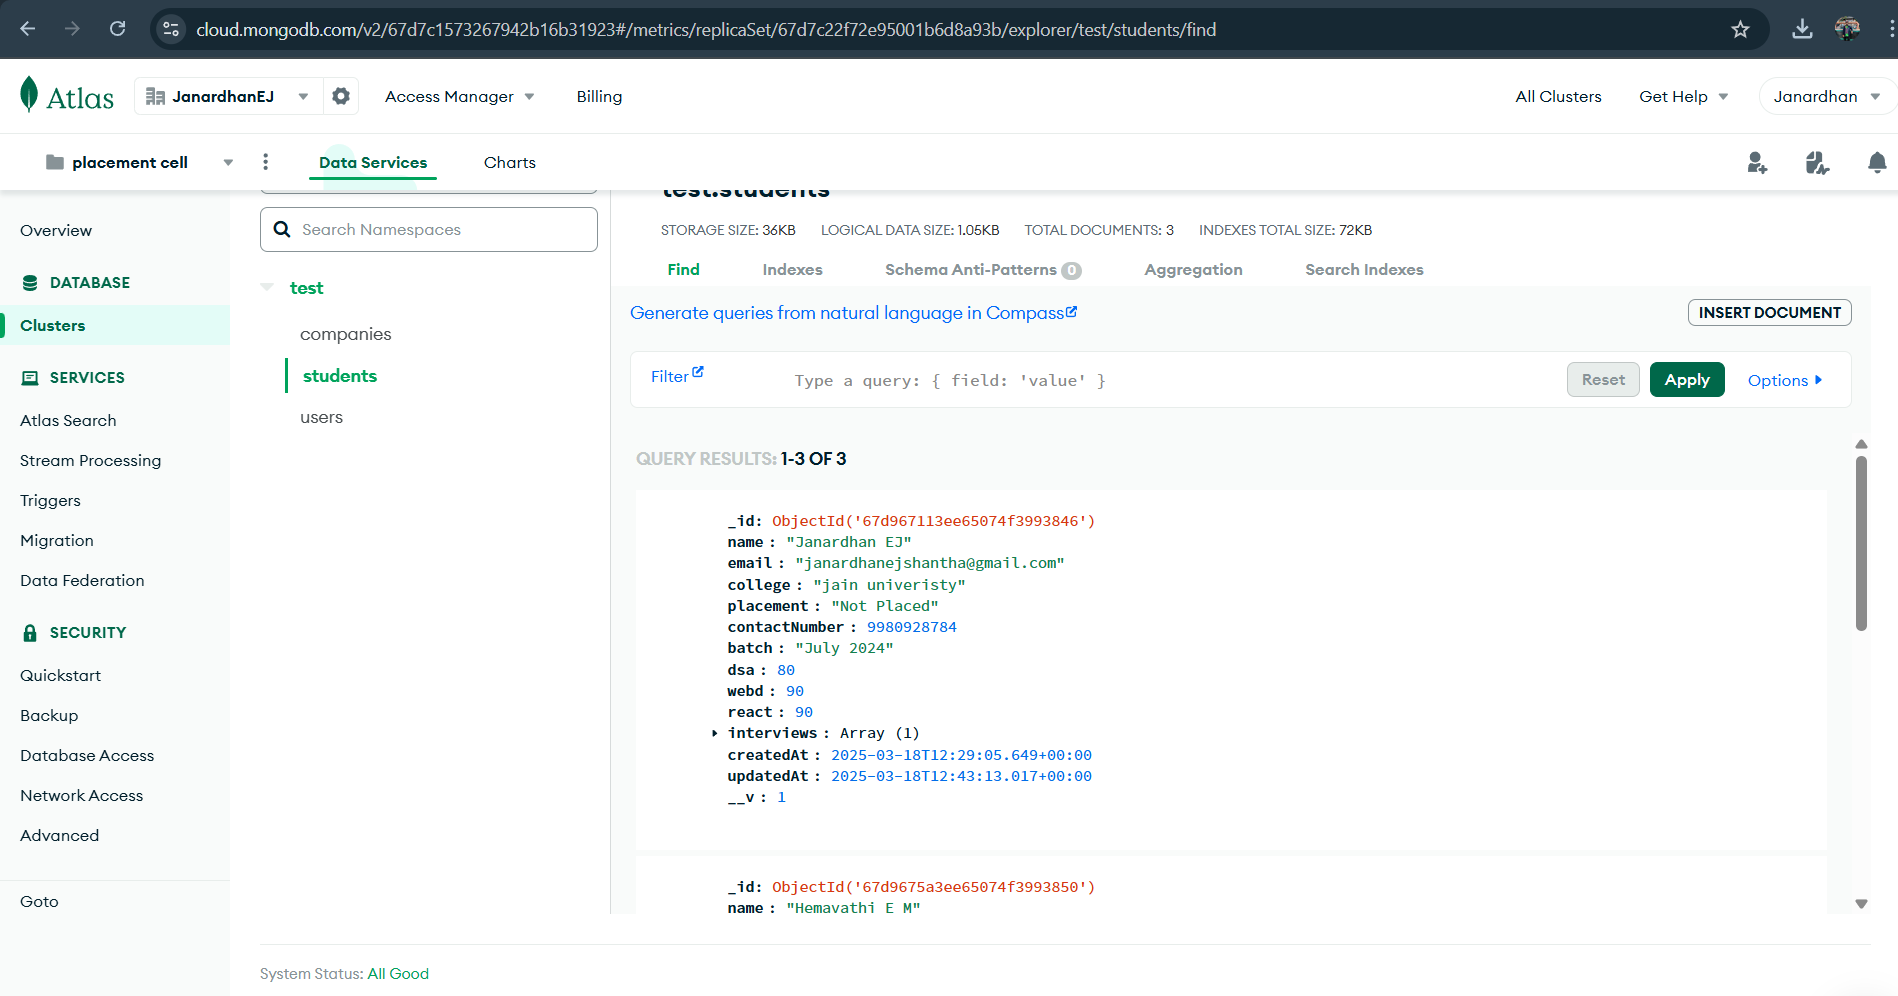 cloud.mongodb.com/v2/67d7c1573267942b16b31923#/metrics/replicaSet/67d7c22f72e95001b6d8a93b/explorer/test/students/find
Atlas
JanardhanEJ
Access Manager
Billing
All Clusters
Get Help
Janardhan
placement cell
Data Services
Charts
Overview
DATABASE
Clusters
SERVICES
Atlas Search
Stream Processing
Triggers
Migration
Data Federation
SECURITY
Quickstart
Backup
Database Access
Network Access
Advanced
Goto
Search Namespaces
test
companies
students
users
test.students
STORAGE SIZE: 36KB LOGICAL DATA SIZE: 1.05KB TOTAL DOCUMENTS: 3 INDEXES TOTAL SIZE: 72KB
Find Indexes Schema Anti-Patterns 0 Aggregation Search Indexes
Generate queries from natural language in Compass
INSERT DOCUMENT
Filter
Type a query: { field: 'value' }
Reset
Apply
Options
QUERY RESULTS: 1-3 OF 3
_id: ObjectId('67d967113ee65074f3993846')
name : "Janardhan EJ"
email : "janardhanejshantha@gmail.com"
college : "jain univeristy"
placement : "Not Placed"
contactNumber : 9980928784
batch : "July 2024"
dsa : 80
webd : 90
react : 90
interviews : Array (1)
createdAt : 2025-03-18T12:29:05.649+00:00
updatedAt : 2025-03-18T12:43:13.017+00:00
__v : 1
_id: ObjectId('67d9675a3ee65074f3993850')
name : "Hemavathi E M"
System Status: All Good